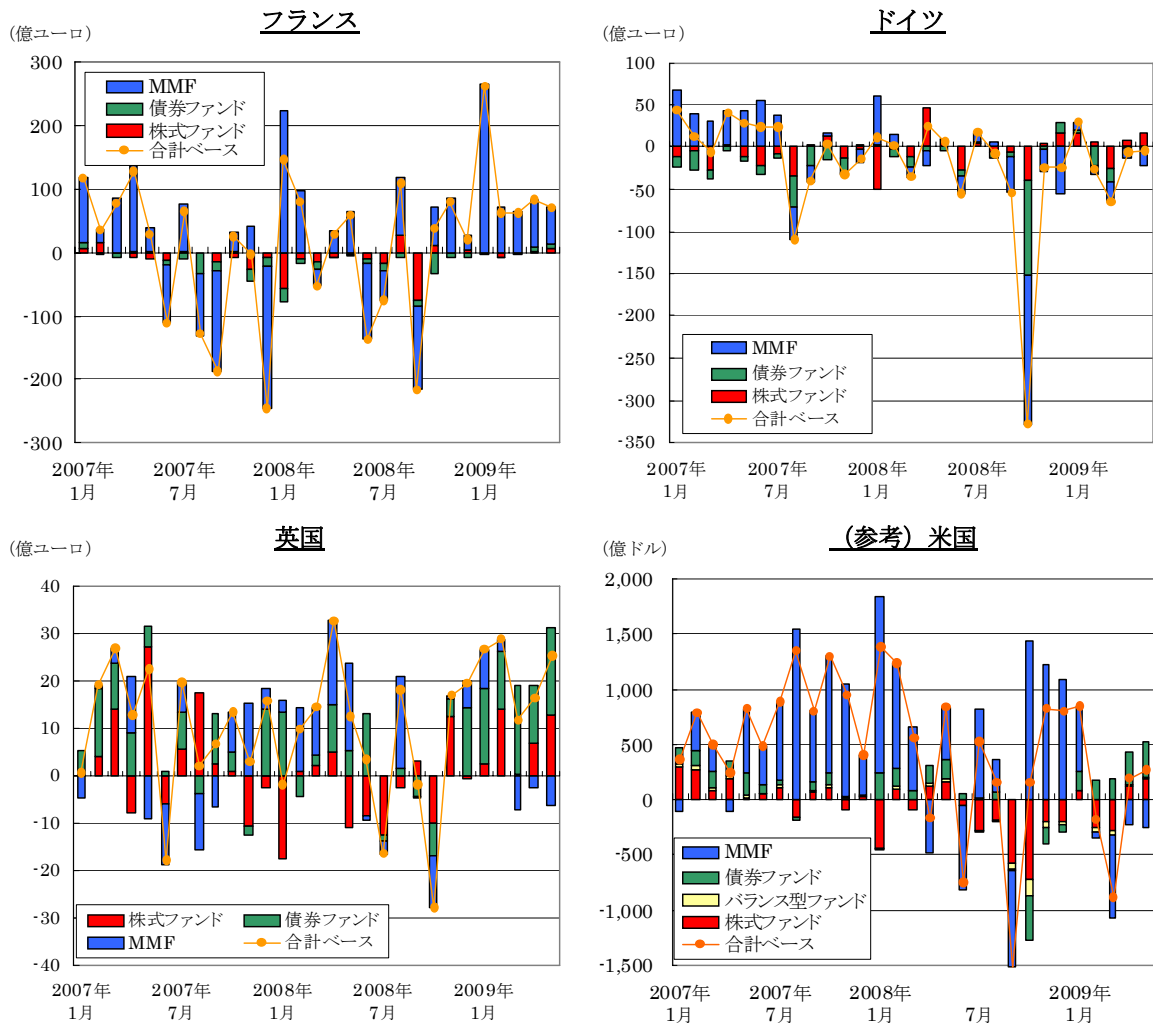 フランス
(億ユーロ)
300
200
100
0
-100
-200
-300
MMF
債券ファンド
株式ファンド
合計ベース
2007年
1月
2007年
7月
2008年
1月
2008年
7月
2009年
1月
ドイツ
(億ユーロ)
100
50
0
-50
-100
-150
-200
-250
-300
-350
MMF
債券ファンド
株式ファンド
合計ベース
2007年
1月
2007年
7月
2008年
1月
2008年
7月
2009年
1月
英国
(億ユーロ)
40
30
20
10
0
-10
-20
-30
-40
株式ファンド 債券ファンド
MMF 合計ベース
2007年
1月
2007年
7月
2008年
1月
2008年
7月
2009年
1月
(参考)米国
(億ドル)
2,000
1,500
1,000
500
0
-500
-1,000
-1,500
MMF
債券ファンド
バランス型ファンド
株式ファンド
合計ベース
2007年
1月
2007年
7月
2008年
1月
7月
2009年
1月